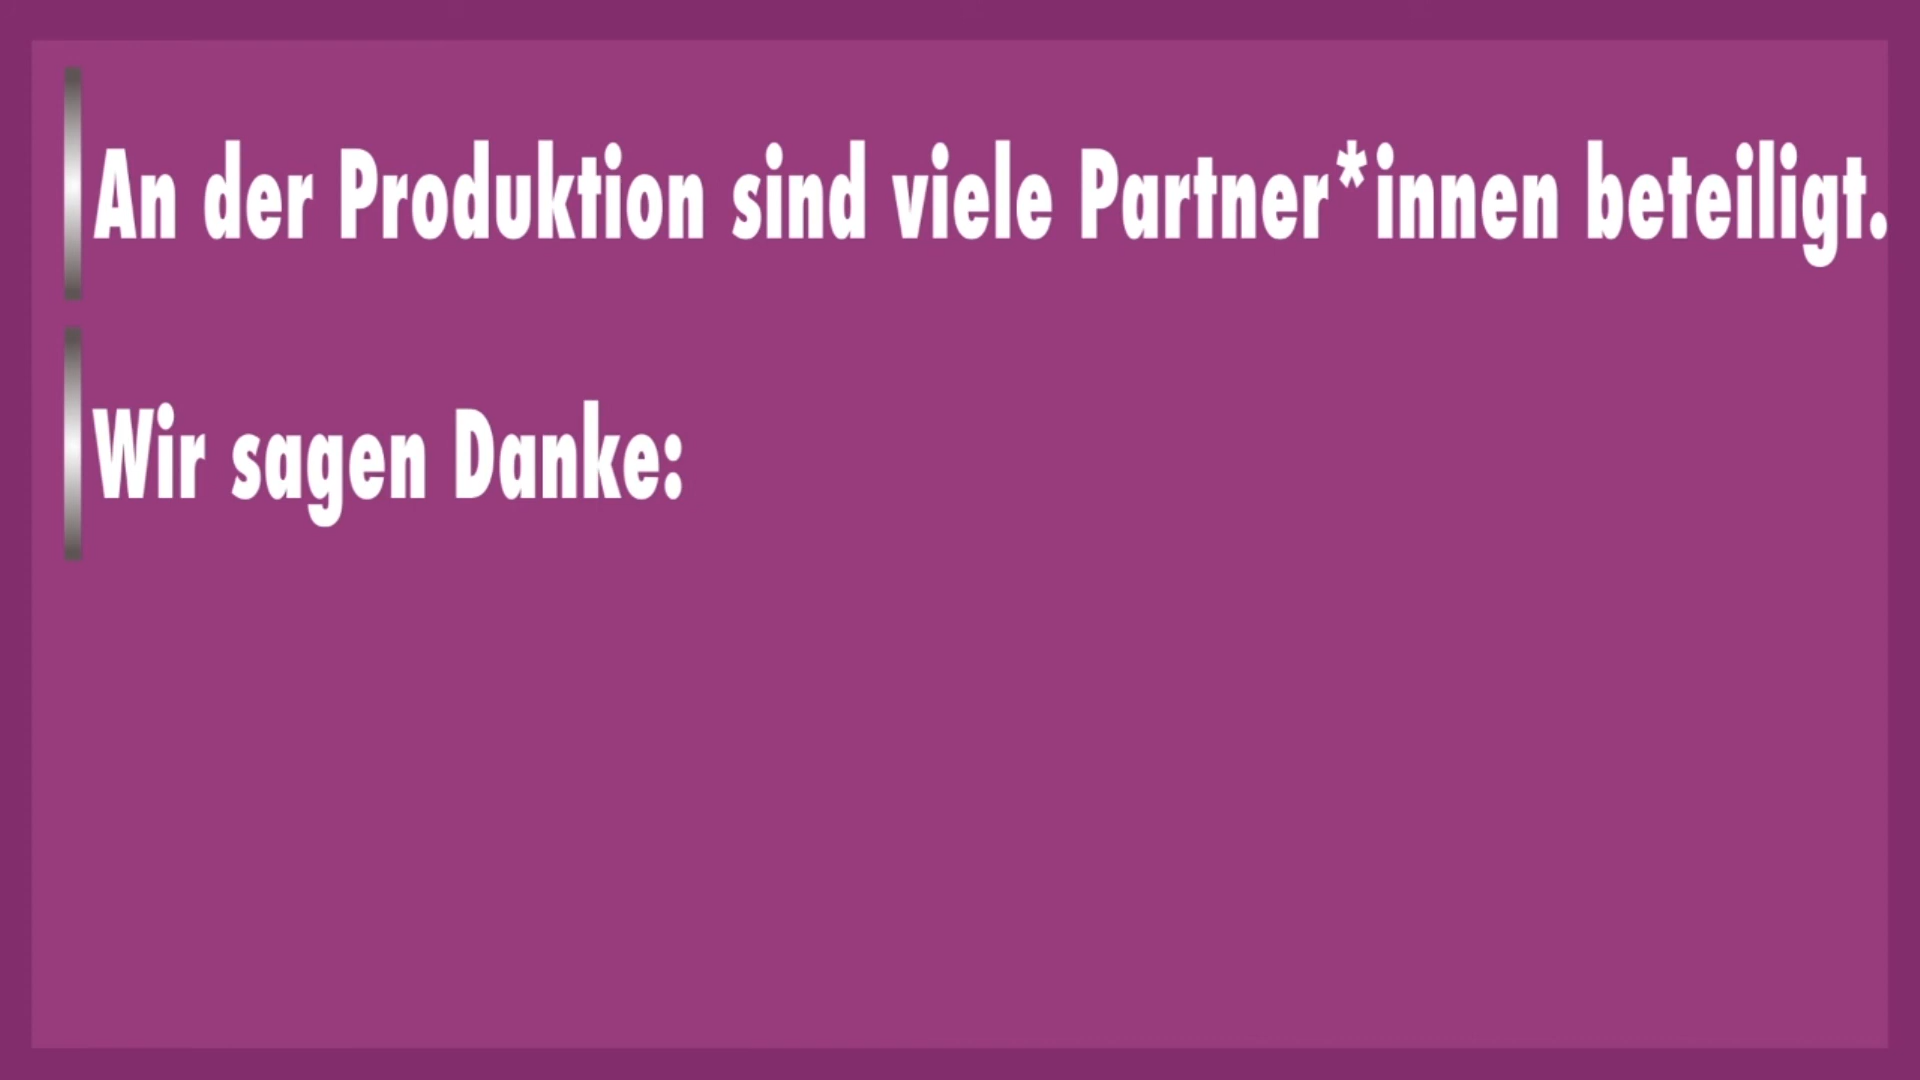 An der Produktion sind viele Partner*innen beteiligt.
Wir sagen Danke: